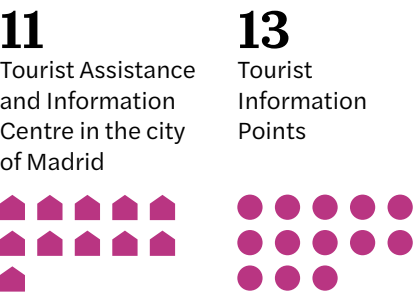 11
Tourist Assistance
and Information
Centre in the city
of Madrid
13
Tourist
Information
Points